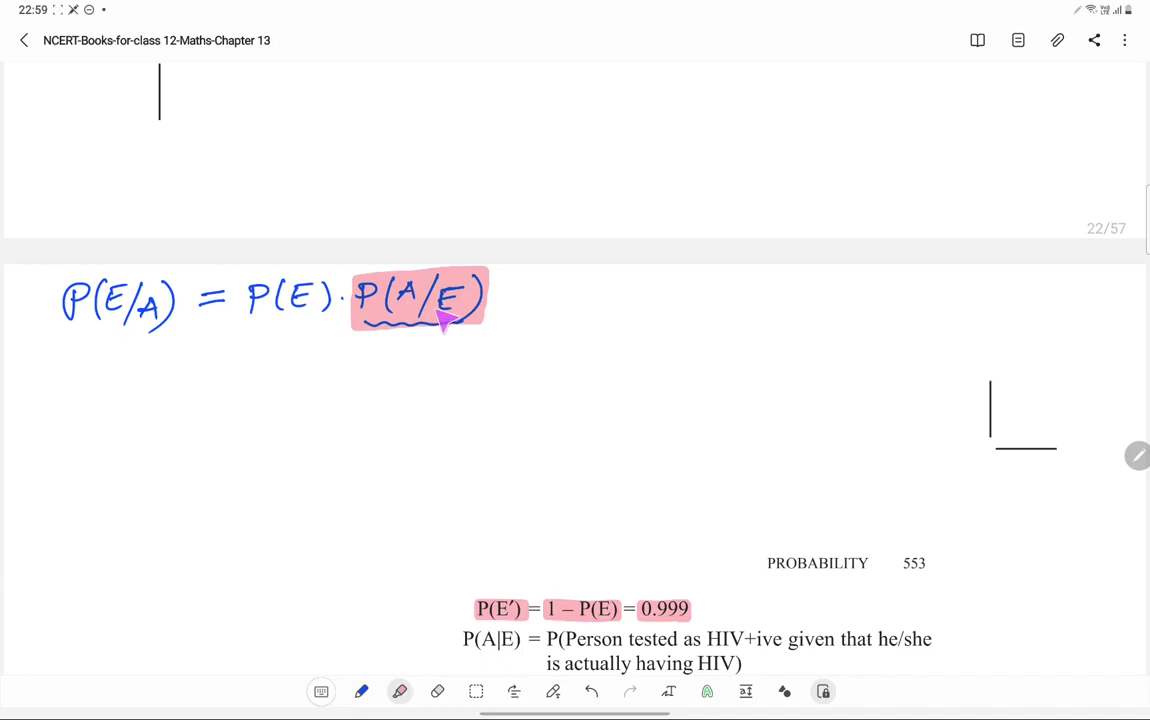 22:59
NCERT-Books-for-class 12-Maths-Chapter 13
22/57
P(E/A) = P(E) . P(A/E)
PROBABILITY 553
P(E′) = 1 – P(E) = 0.999
P(A|E) = P(Person tested as HIV+ive given that he/she
is actually having HIV)